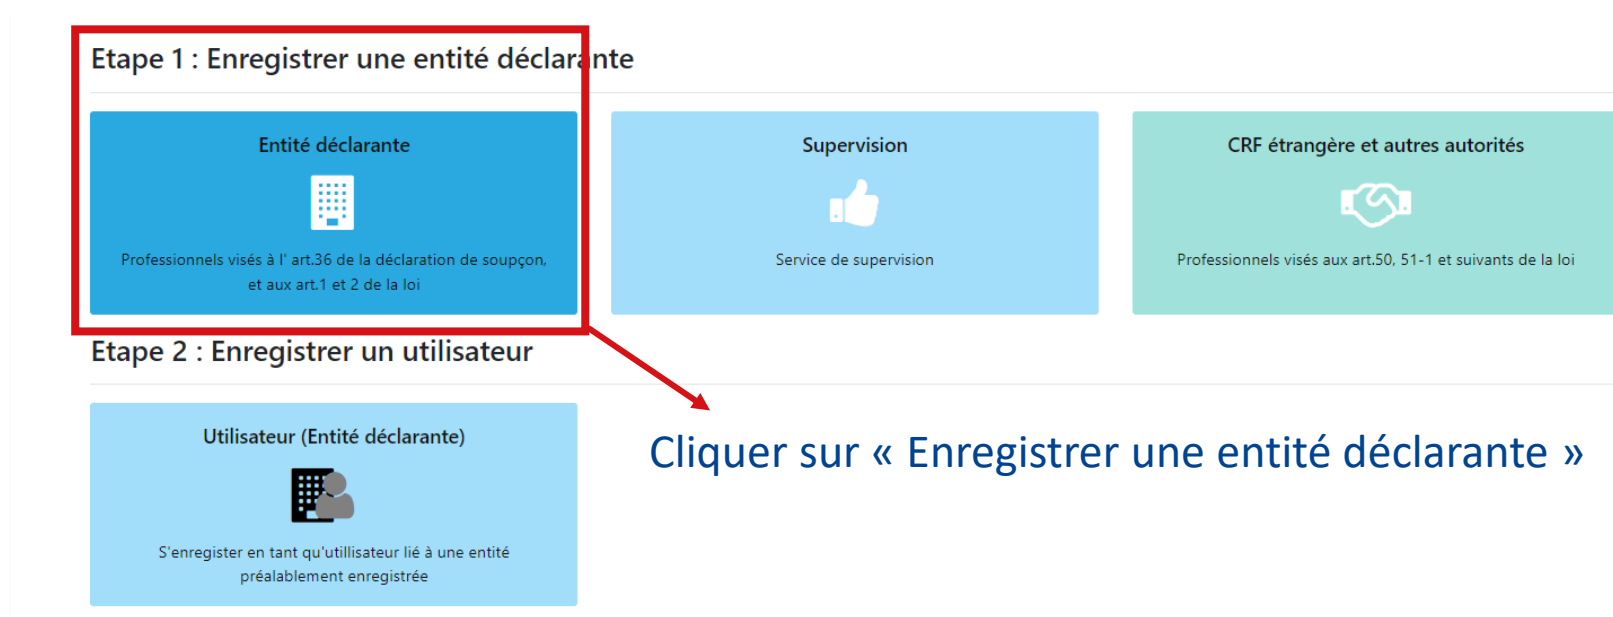 Etape 1 : Enregistrer une entité déclarante
Entité déclarante
Professionnels visés à l' art.36 de la déclaration de soupçon,
et aux art.1 et 2 de la loi
Supervision
Service de supervision
CRF étrangère et autres autorités
Professionnels visés aux art.50, 51-1 et suivants de la loi
Etape 2 : Enregistrer un utilisateur
Utilisateur (Entité déclarante)
S'enregister en tant qu'utillisateur lié à une entité
préalablement enregistrée
Cliquer sur « Enregistrer une entité déclarante »